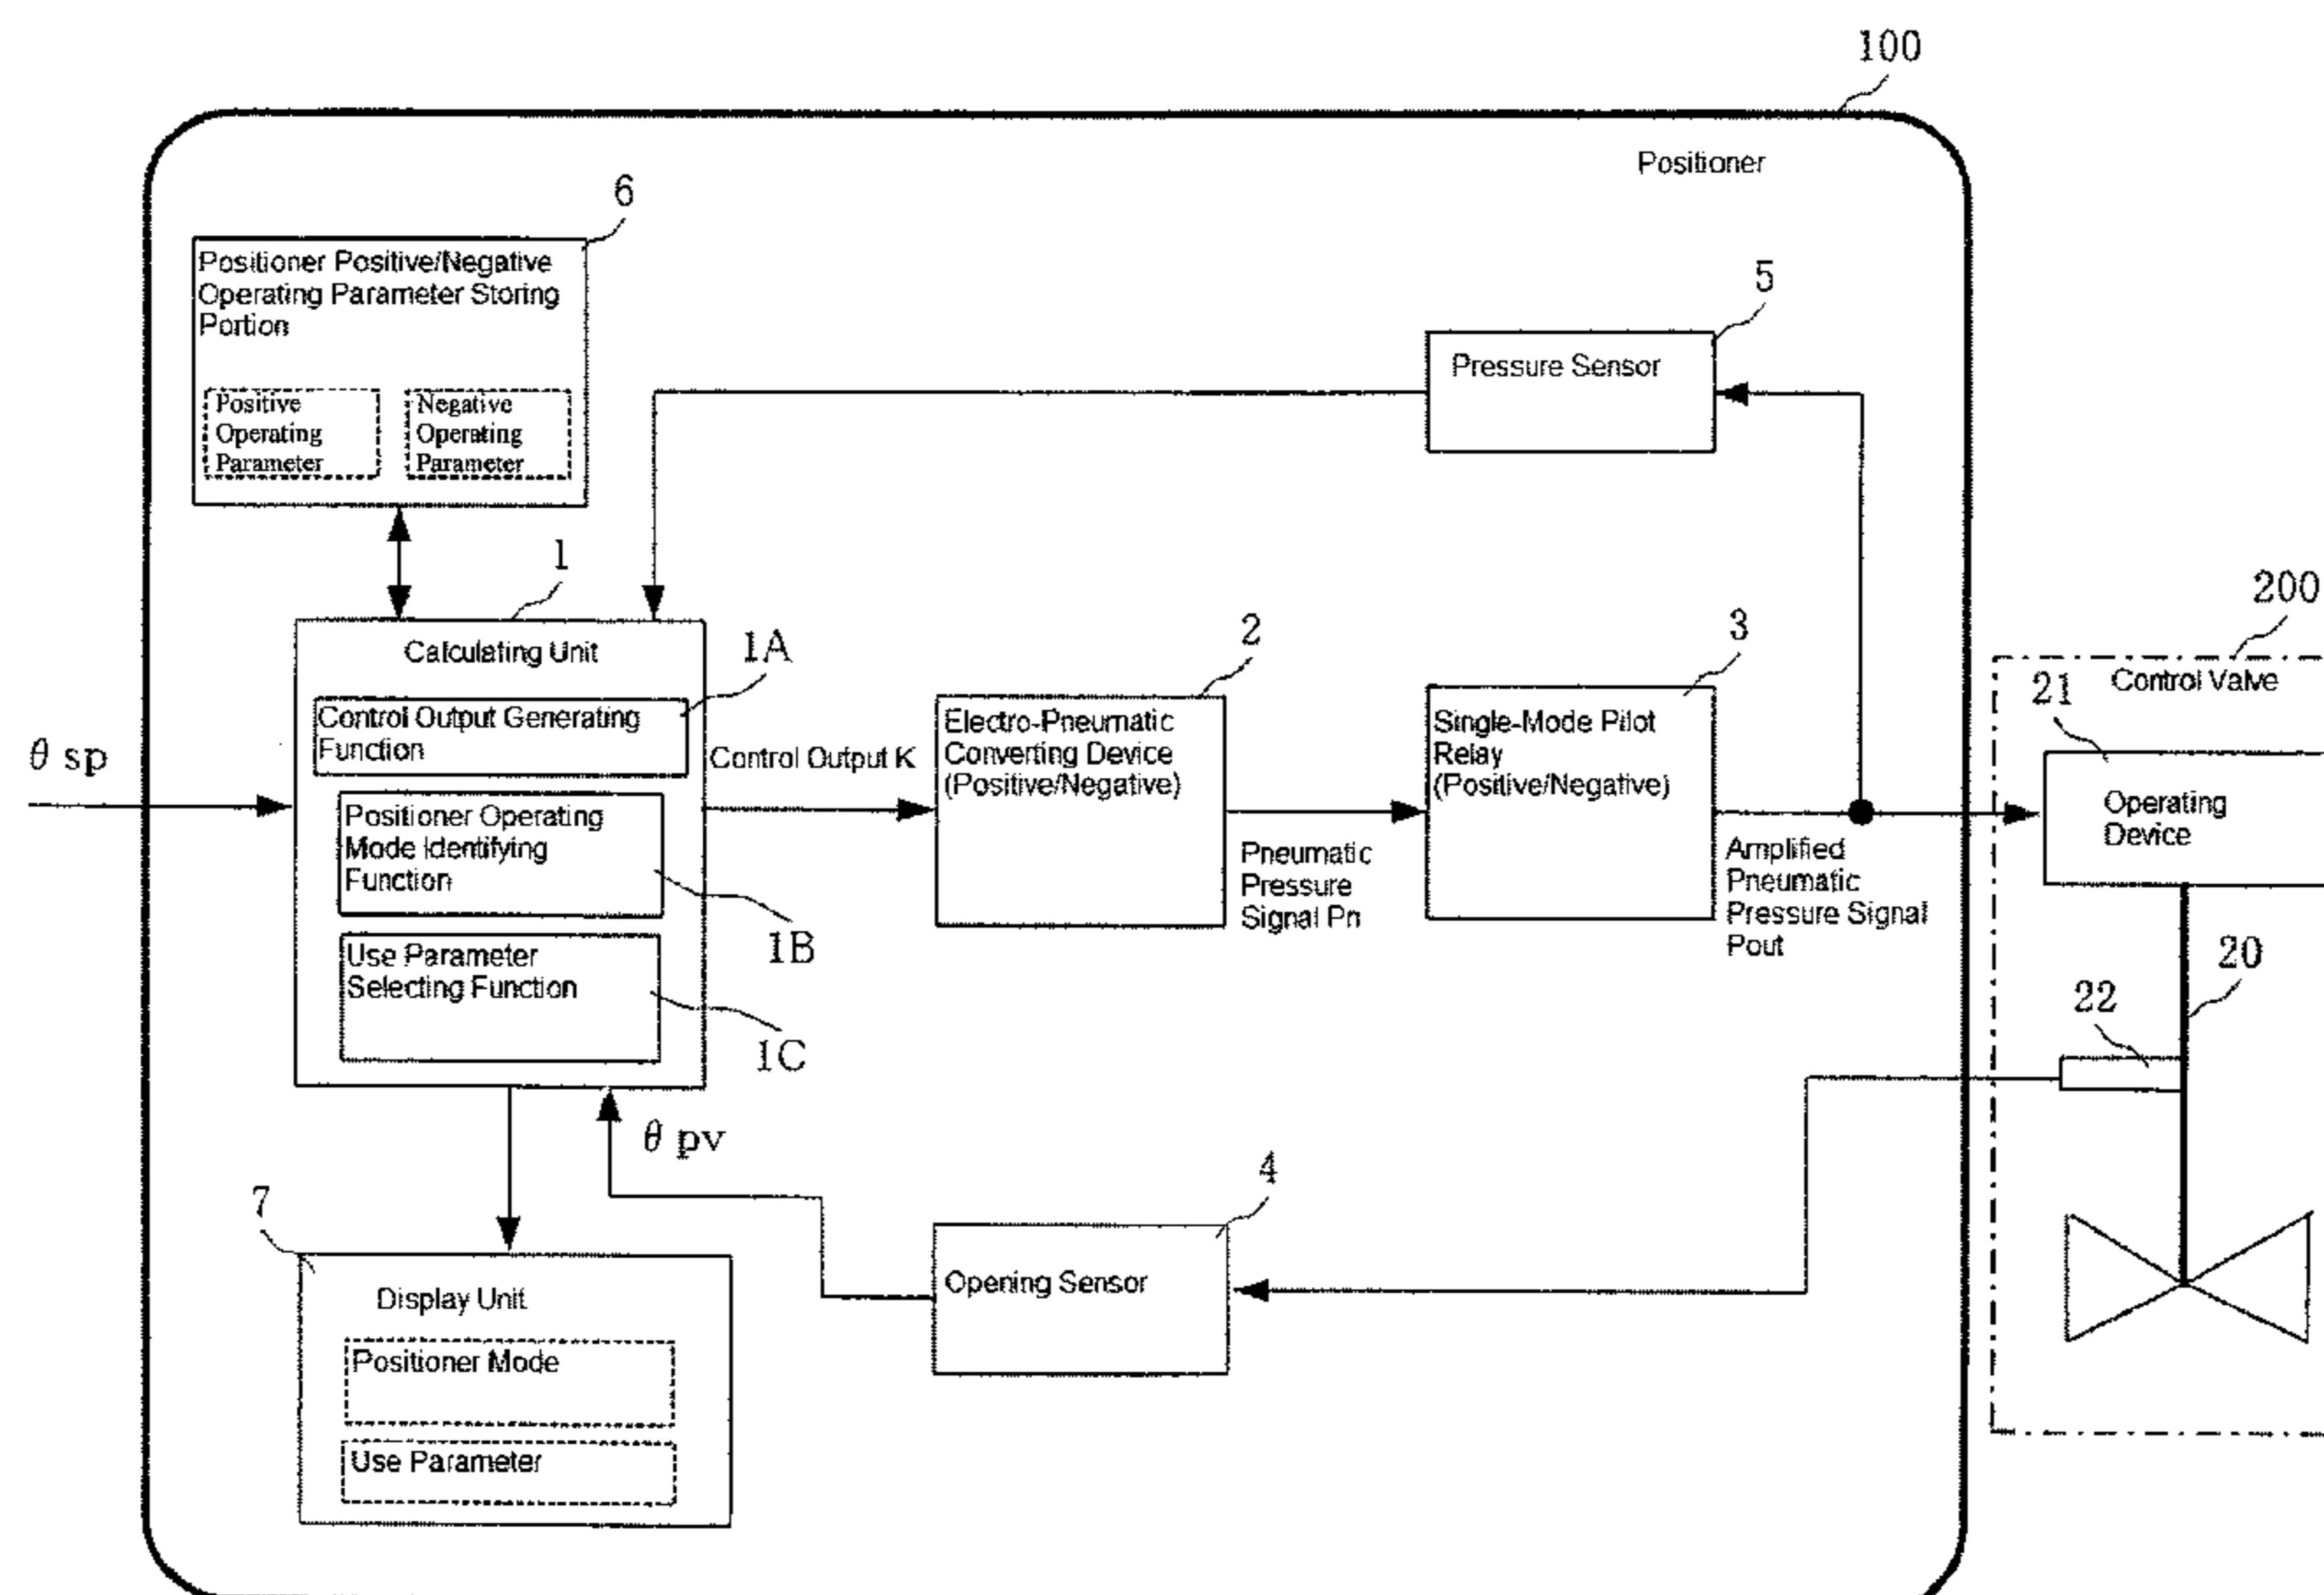 100
Positioner
6
Positioner Positive/Negative
Operating Parameter Storing
Portion
Positive
Operating
Parameter
Negative
Operating
Parameter
5
Pressure Sensor
1
Calculating Unit
1A
Control Output Generating
Function
Positioner Operating
Mode Identifying
Function
1B
Use Parameter
Selecting Function
1C
θ sp
Control Output K
2
Electro-Pneumatic
Converting Device
(Positive/Negative)
Pneumatic
Pressure
Signal Pn
3
Single-Mode Pilot
Relay
(Positive/Negative)
Amplified
Pneumatic
Pressure Signal
Pout
200
Control Valve
21
Operating
Device
20
22
θ pv
4
Opening Sensor
7
Display Unit
Positioner Mode
Use Parameter